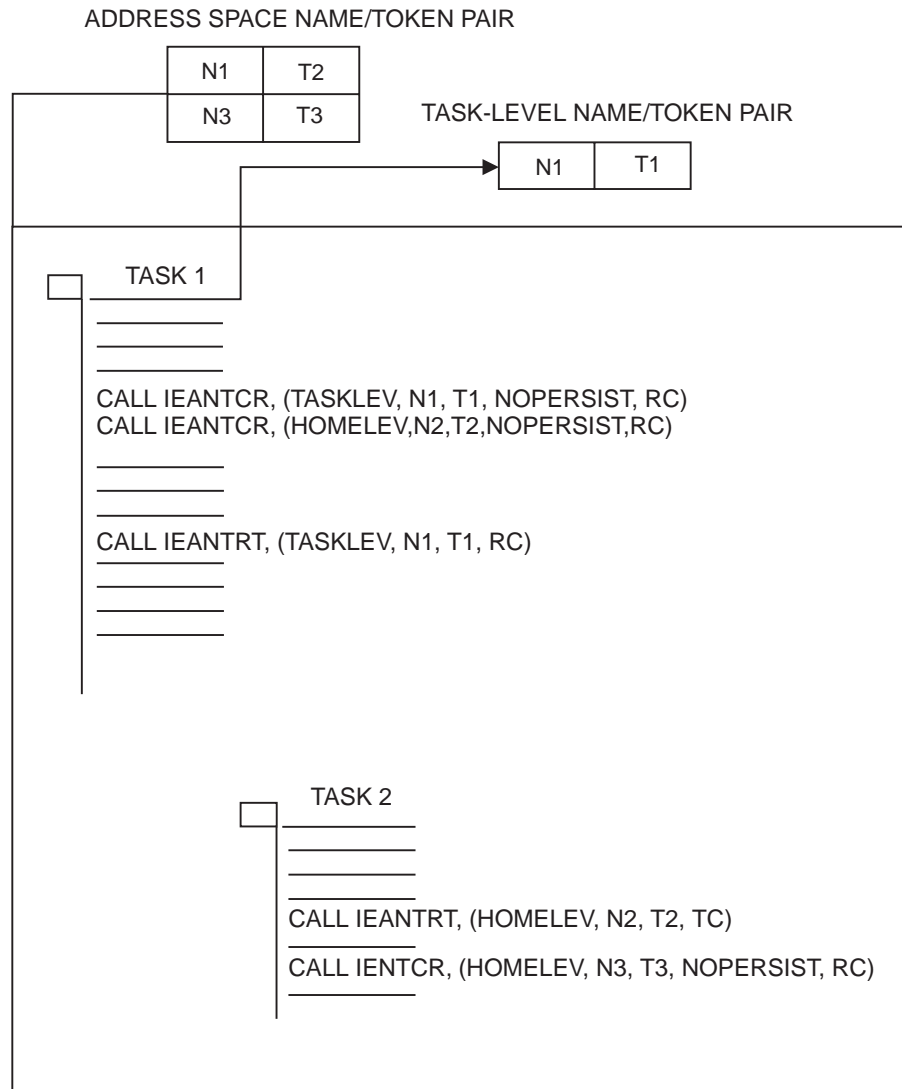 ADDRESS SPACE NAME/TOKEN PAIR
N1 T2
N3 T3
TASK-LEVEL NAME/TOKEN PAIR
N1 T1
TASK 1
CALL IEANTCR, (TASKLEV, N1, T1, NOPERSIST, RC)
CALL IEANTCR, (HOMELEV,N2,T2,NOPERSIST,RC)
CALL IEANTRT, (TASKLEV, N1, T1, RC)
TASK 2
CALL IEANTRT, (HOMELEV, N2, T2, TC)
CALL IENTCR, (HOMELEV, N3, T3, NOPERSIST, RC)